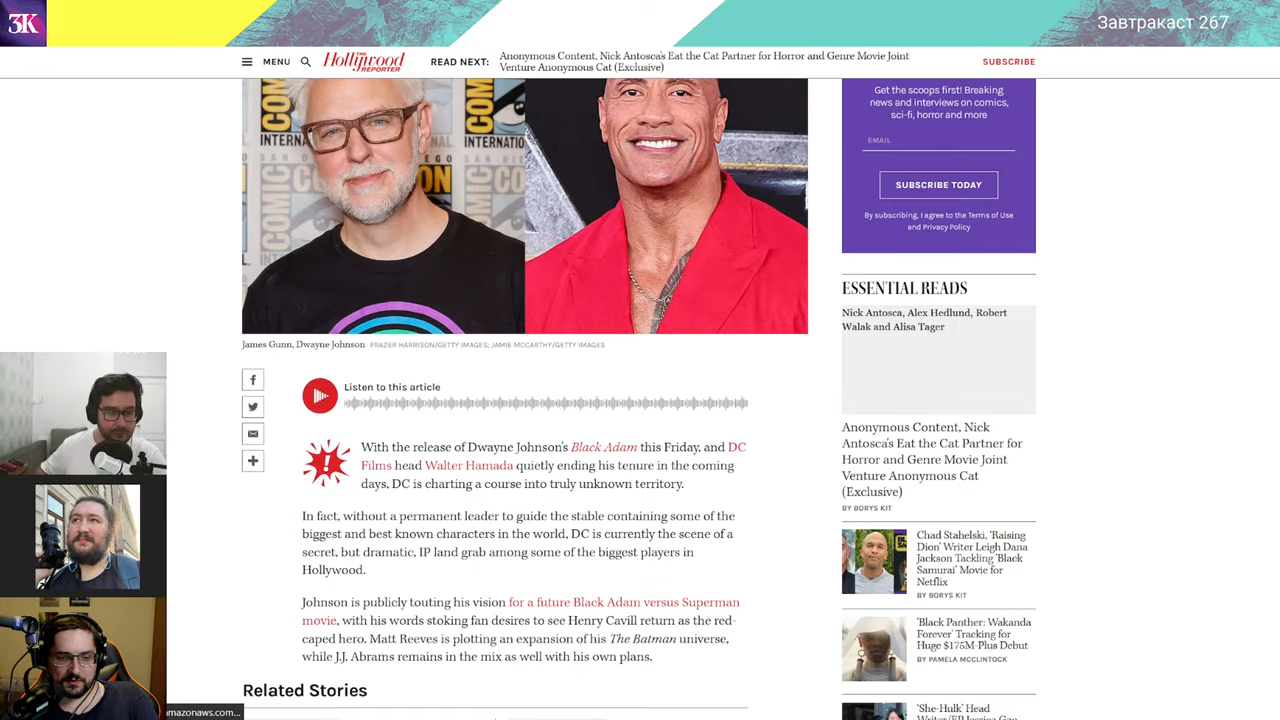 3K
Завтракаст 267
MENU
THE Hollywood REPORTER
READ NEXT:
Anonymous Content, Nick Antosca's Eat the Cat Partner for Horror and Genre Movie Joint
Venture Anonymous Cat (Exclusive)
SUBSCRIBE
Get the scoops first! Breaking
news and interviews on comics,
sci-fi, horror and more
EMAIL
SUBSCRIBE TODAY
By subscribing, I agree to the Terms of Use
and Privacy Policy
James Gunn, Dwayne Johnson FRAZER HARRISON/GETTY IMAGES; JAMIE MCCARTHY/GETTY IMAGES
Listen to this article
With the release of Dwayne Johnson's Black Adam this Friday, and DC
Films head Walter Hamada quietly ending his tenure in the coming
days, DC is charting a course into truly unknown territory.
In fact, without a permanent leader to guide the stable containing some of the
biggest and best known characters in the world, DC is currently the scene of a
secret, but dramatic, IP land grab among some of the biggest players in
Hollywood.
Johnson is publicly touting his vision for a future Black Adam versus Superman
movie, with his words stoking fan desires to see Henry Cavill return as the red-
caped hero. Matt Reeves is plotting an expansion of his The Batman universe,
while J.J. Abrams remains in the mix as well with his own plans.
Related Stories
ESSENTIAL READS
Nick Antosca, Alex Hedlund, Robert
Walak and Alisa Tager
Anonymous Content, Nick
Antosca's Eat the Cat Partner for
Horror and Genre Movie Joint
Venture Anonymous Cat
(Exclusive)
BY BORYS KIT
Chad Stahelski, 'Raising
Dion' Writer Leigh Dana
Jackson Tackling 'Black
Samurai' Movie for
Netflix
BY BORYS KIT
'Black Panther: Wakanda
Forever' Tracking for
Huge $175M-Plus Debut
BY PAMELA MCCLINTOCK
'She-Hulk' Head
amazonaws.com...